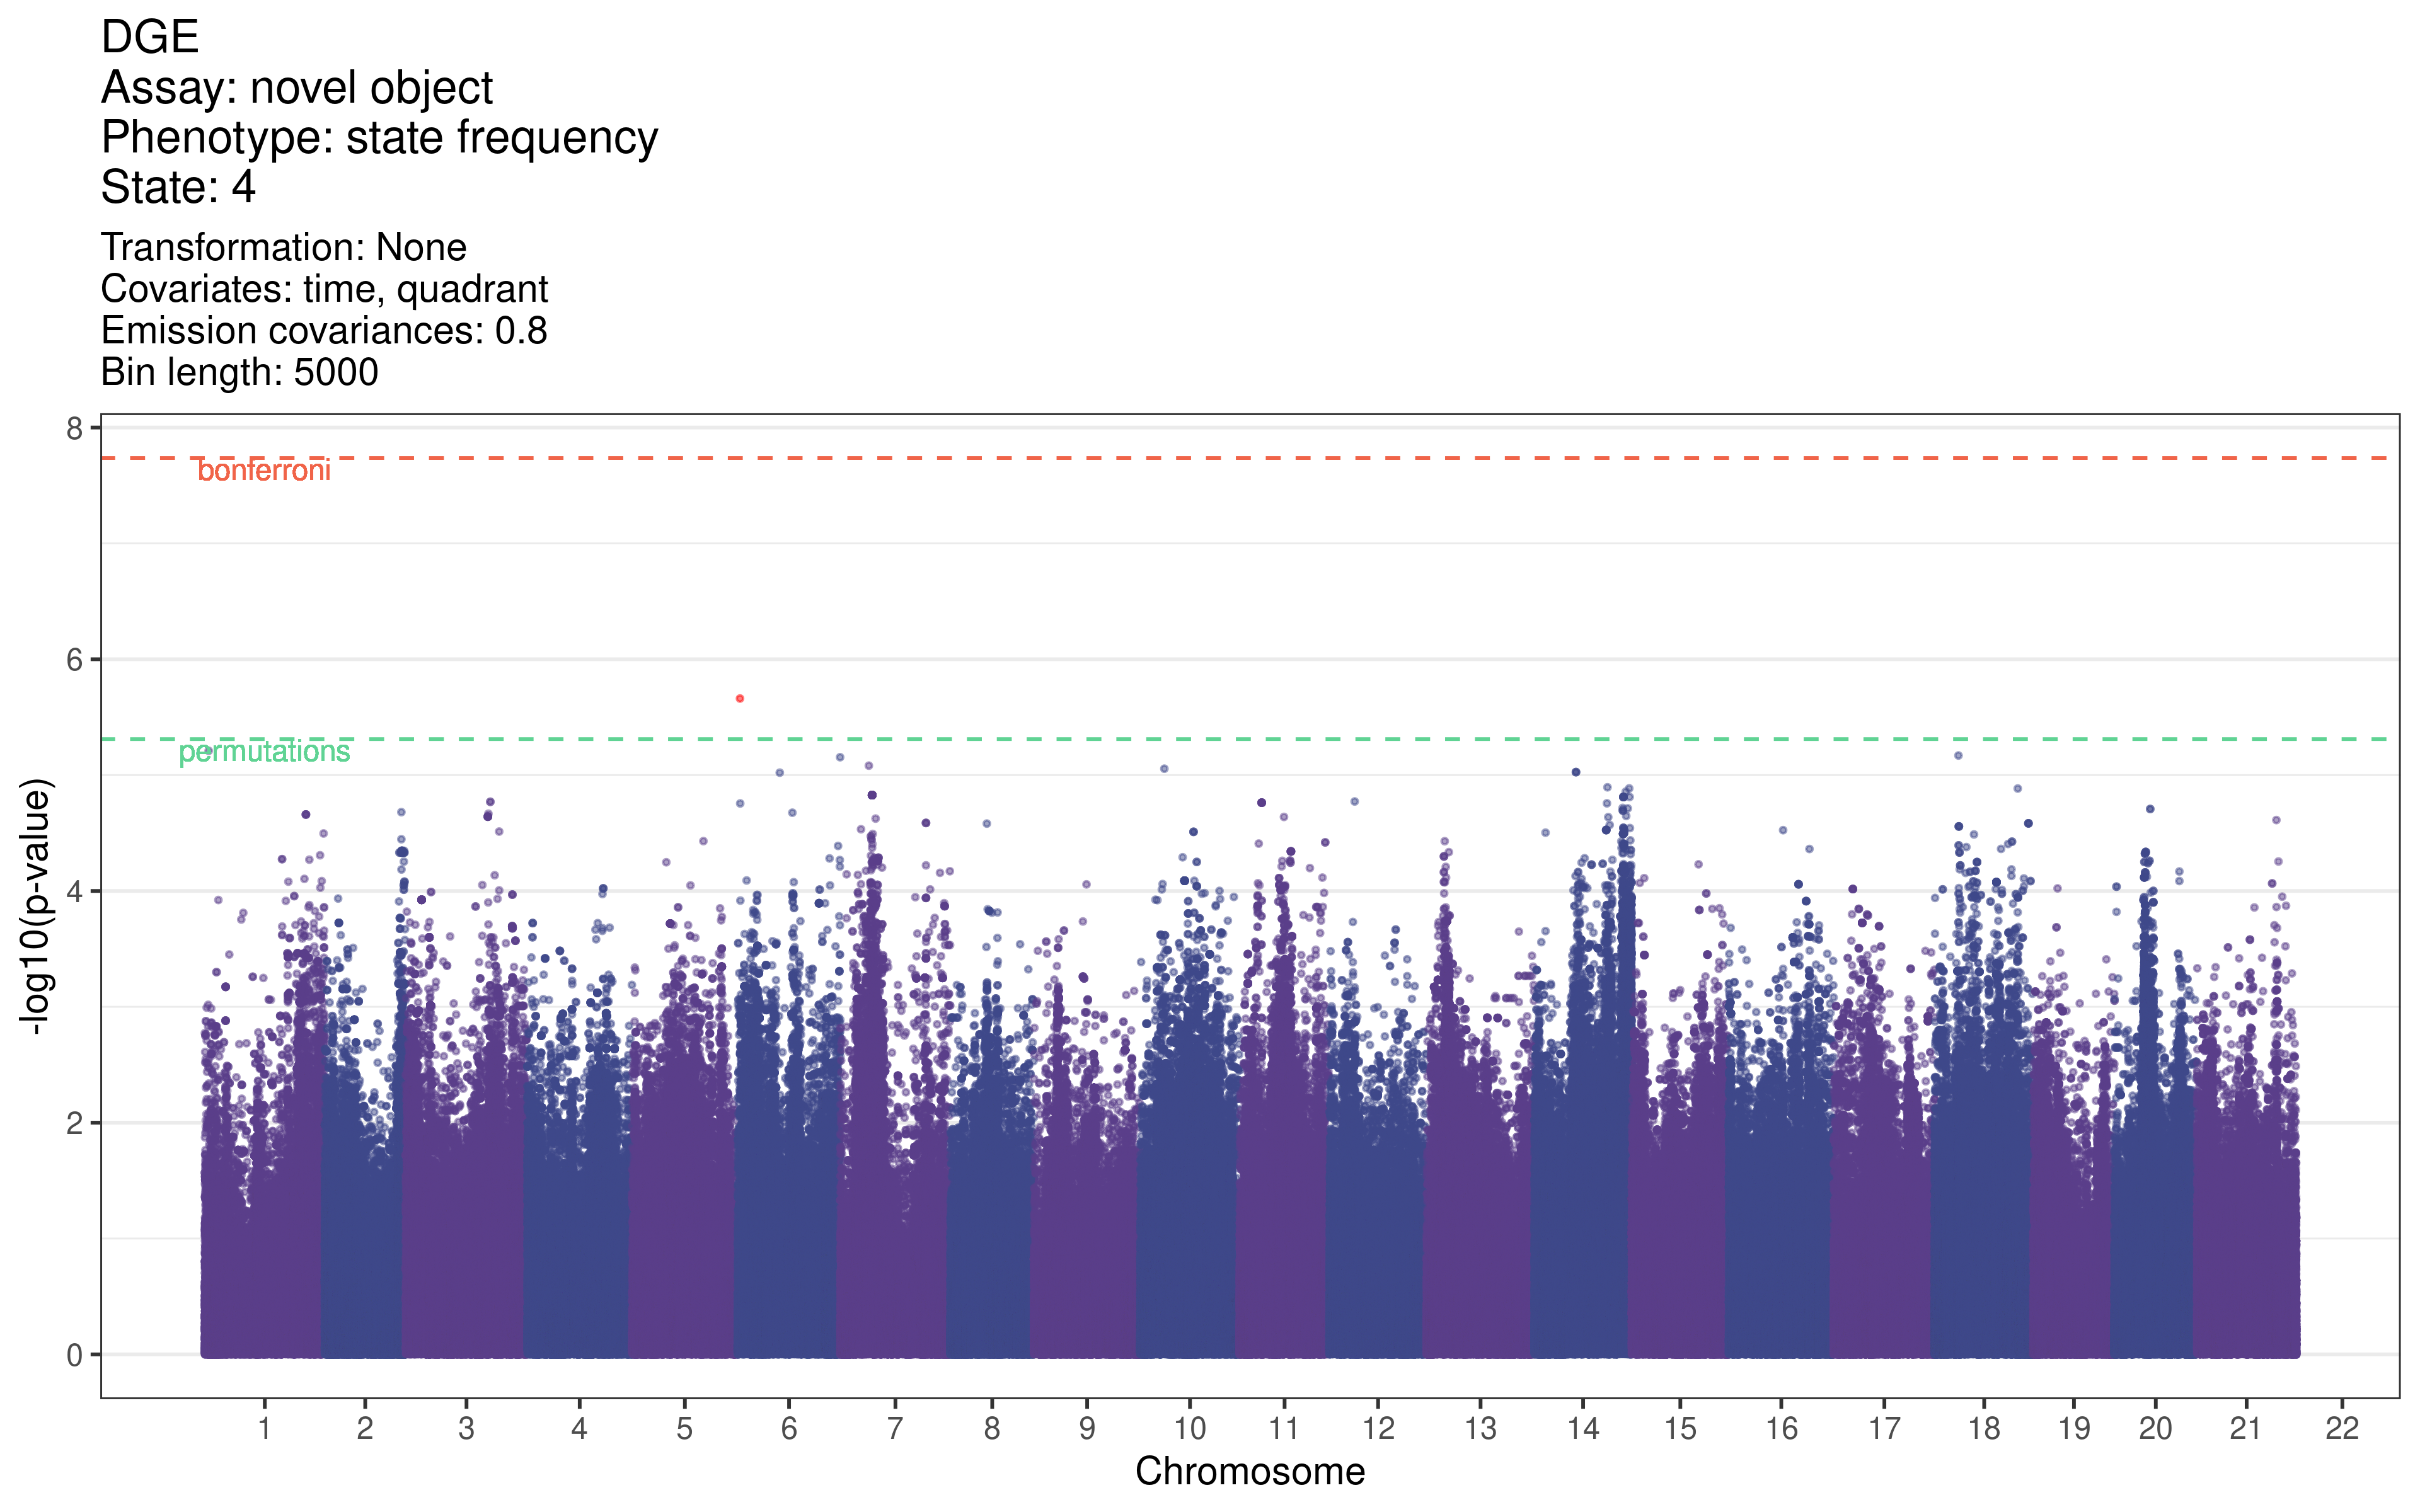 DGE
Assay: novel object
Phenotype: state frequency
State: 4
Transformation: None
Covariates: time, quadrant
Emission covariances: 0.8
Bin length: 5000
8
bonferroni
6
permutations
4
2
0
-log10(p-value)
1 2 3 4 5 6 7 8 9 10 11 12 13 14 15 16 17 18 19 20 21 22
Chromosome